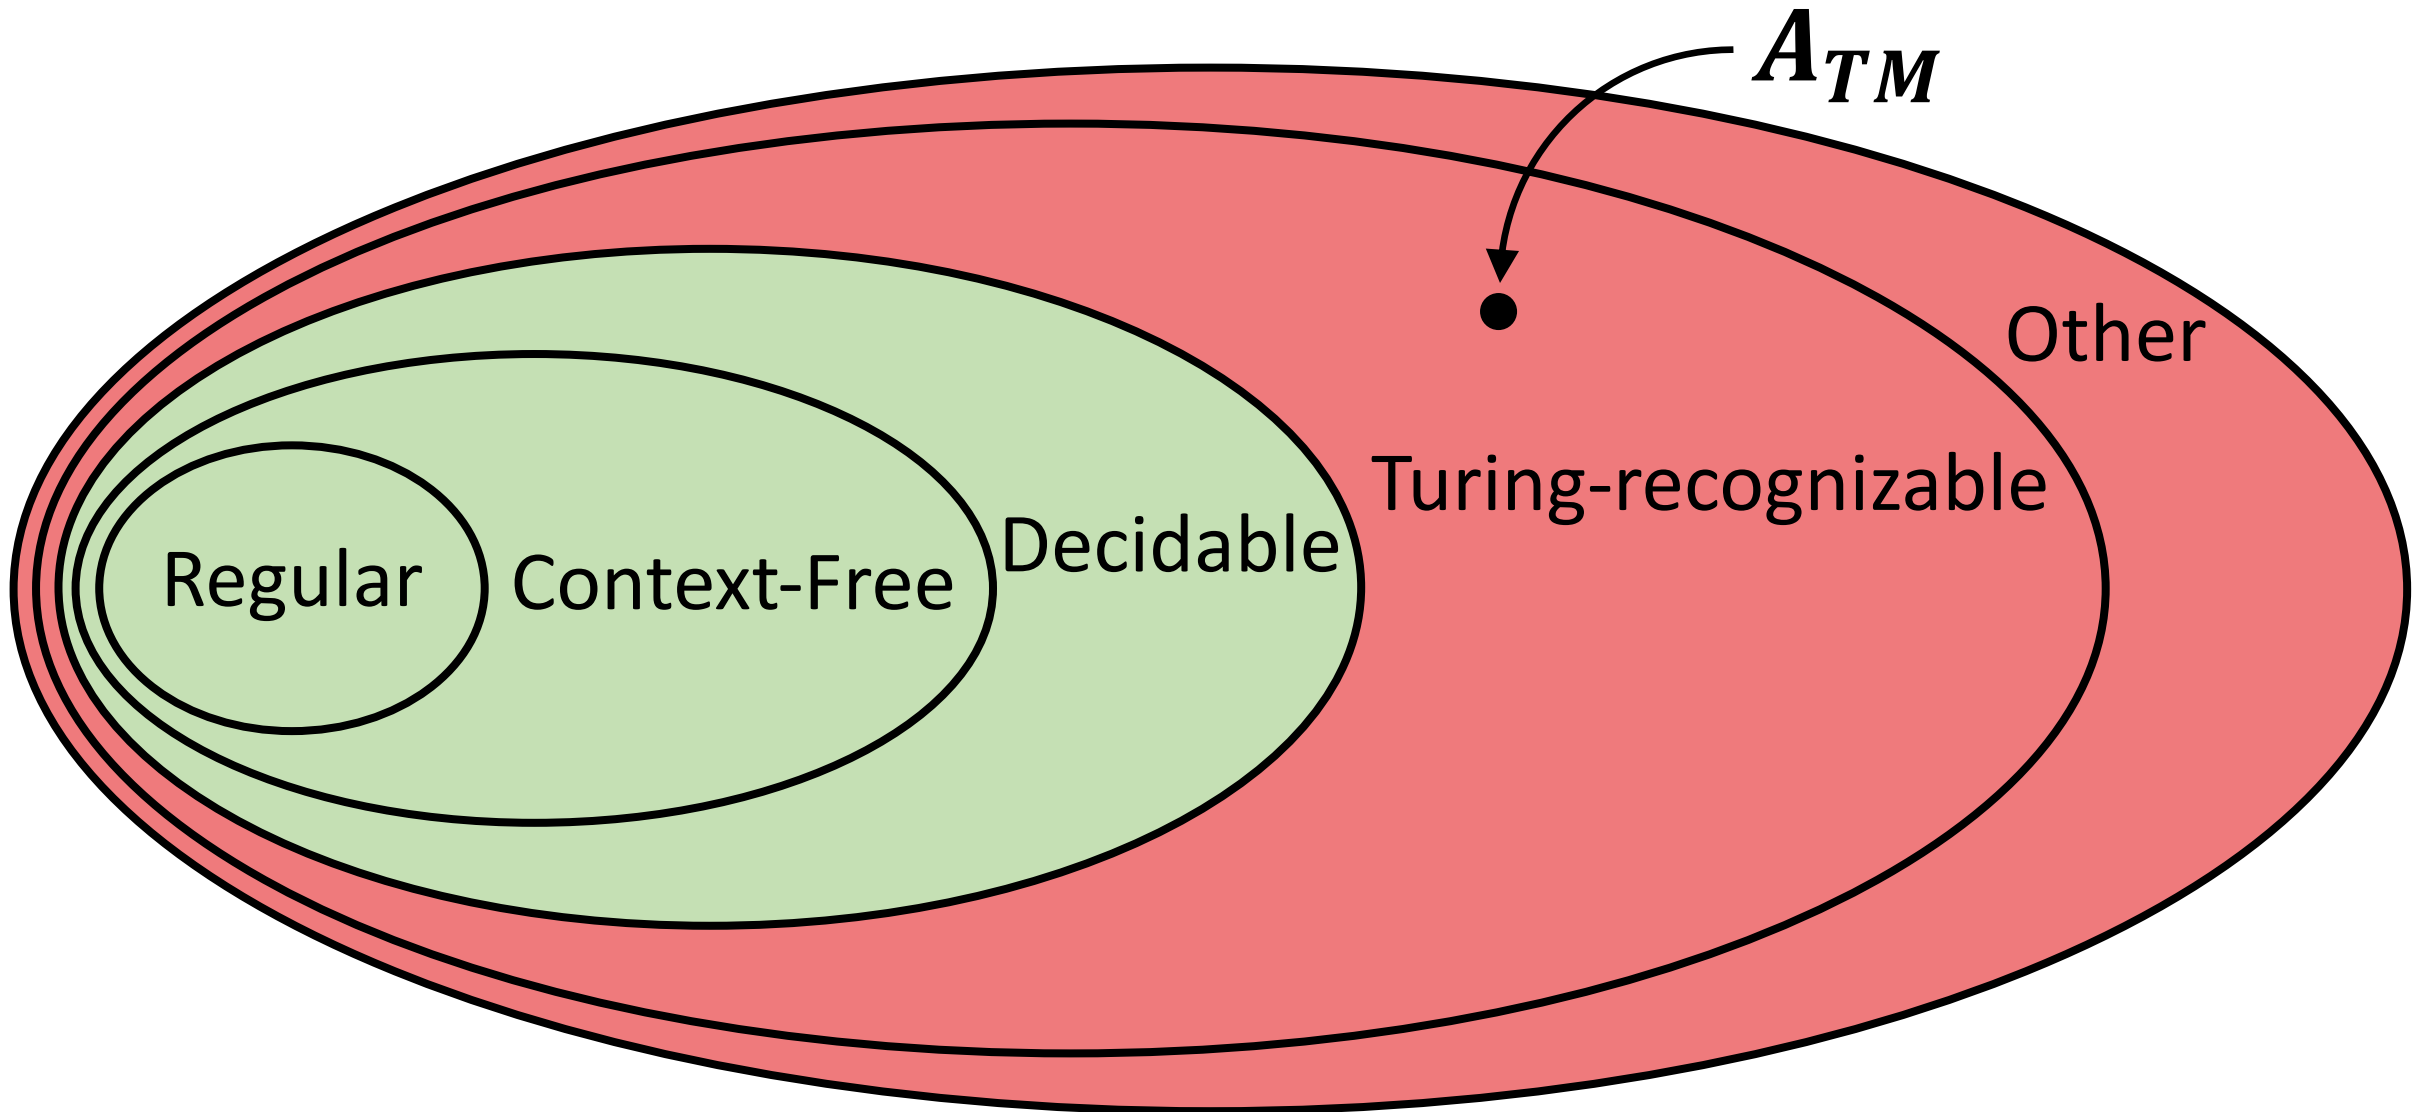 A_TM
Other
Turing-recognizable
Decidable
Context-Free
Regular